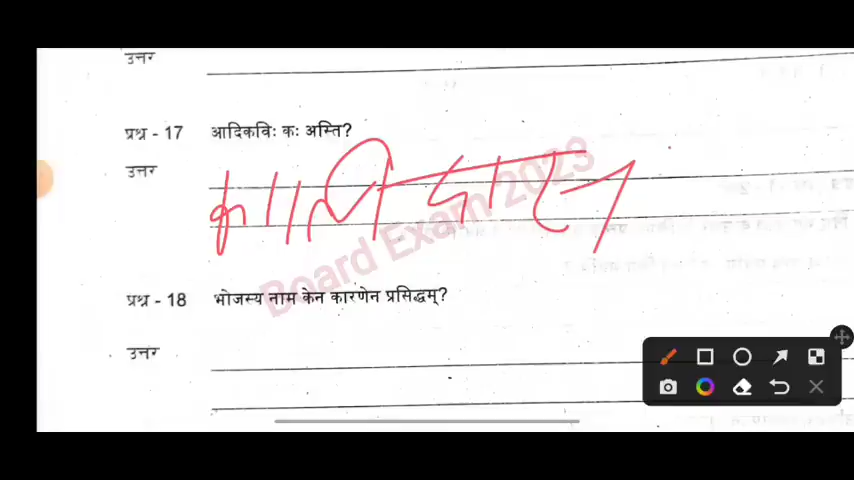 उत्तर
प्रश्न - 17 आदिकविः कः अस्ति?
उत्तर
कालिदास
Board Exam 2023
प्रश्न - 18 भोजस्य नाम केन कारणेन प्रसिद्धम्?
उत्तर